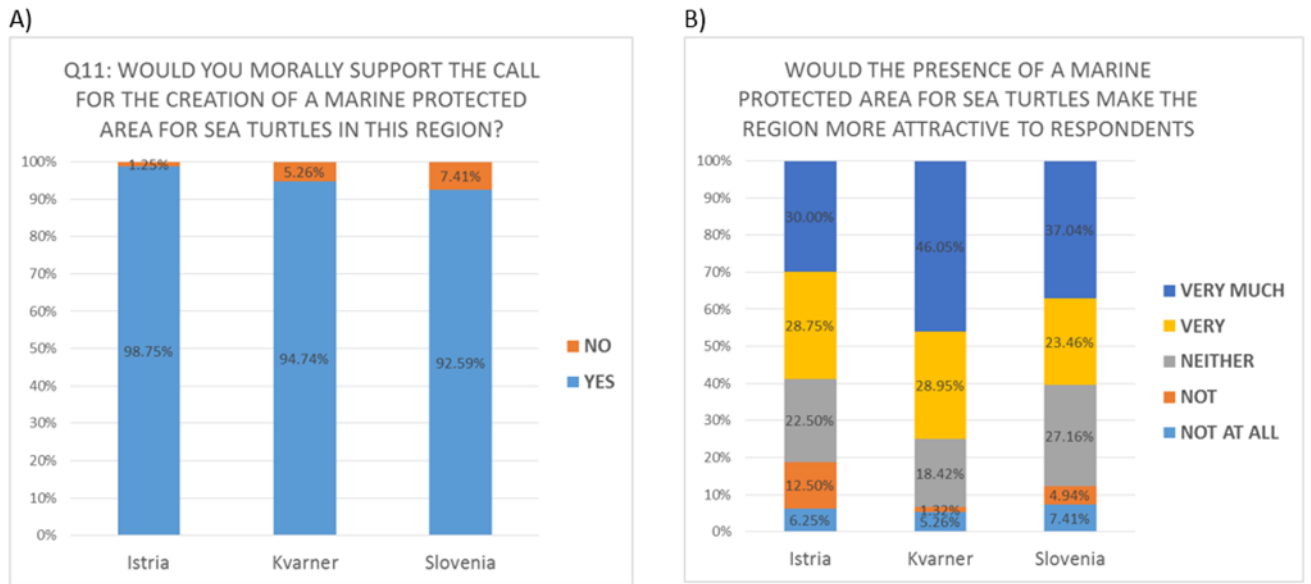 A)
Q11: WOULD YOU MORALLY SUPPORT THE CALL
FOR THE CREATION OF A MARINE PROTECTED
AREA FOR SEA TURTLES IN THIS REGION?
100%
90%
80%
70%
60%
50%
40%
30%
20%
10%
0%
1.25%
5.26%
7.41%
98.75%
94.74%
92.59%
Istria
Kvarner
Slovenia
NO
YES
B)
WOULD THE PRESENCE OF A MARINE
PROTECTED AREA FOR SEA TURTLES MAKE THE
REGION MORE ATTRACTIVE TO RESPONDENTS
100%
90%
80%
70%
60%
50%
40%
30%
20%
10%
0%
30.00%
46.05%
37.04%
28.75%
28.95%
23.46%
22.50%
18.42%
27.16%
12.50%
1.32%
4.94%
6.25%
5.26%
7.41%
Istria
Kvarner
Slovenia
VERY MUCH
VERY
NEITHER
NOT
NOT AT ALL